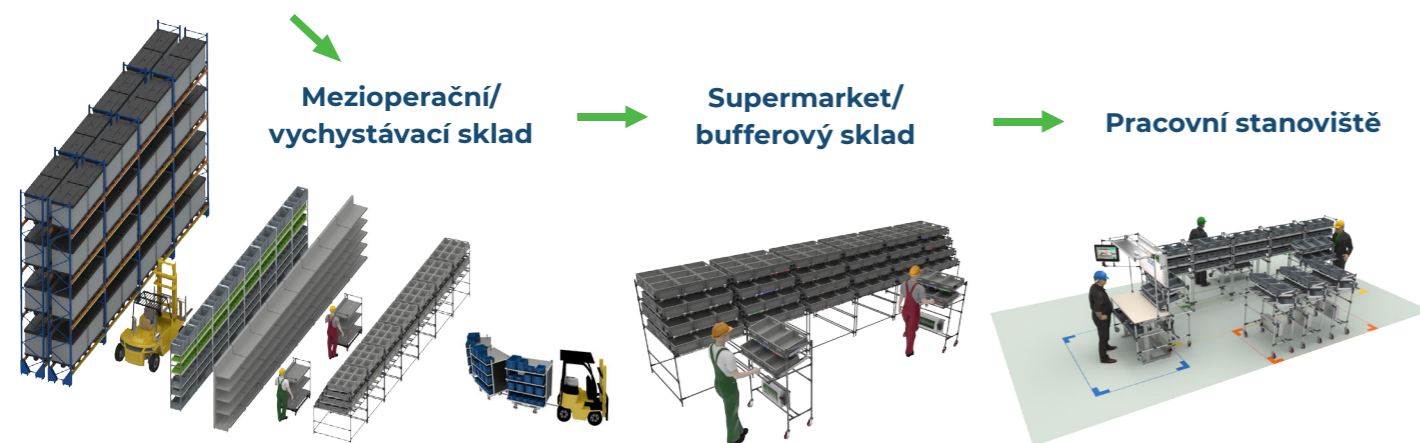 Mezioperační/
vychystávací sklad
Supermarket/
bufferový sklad
Pracovní stanoviště